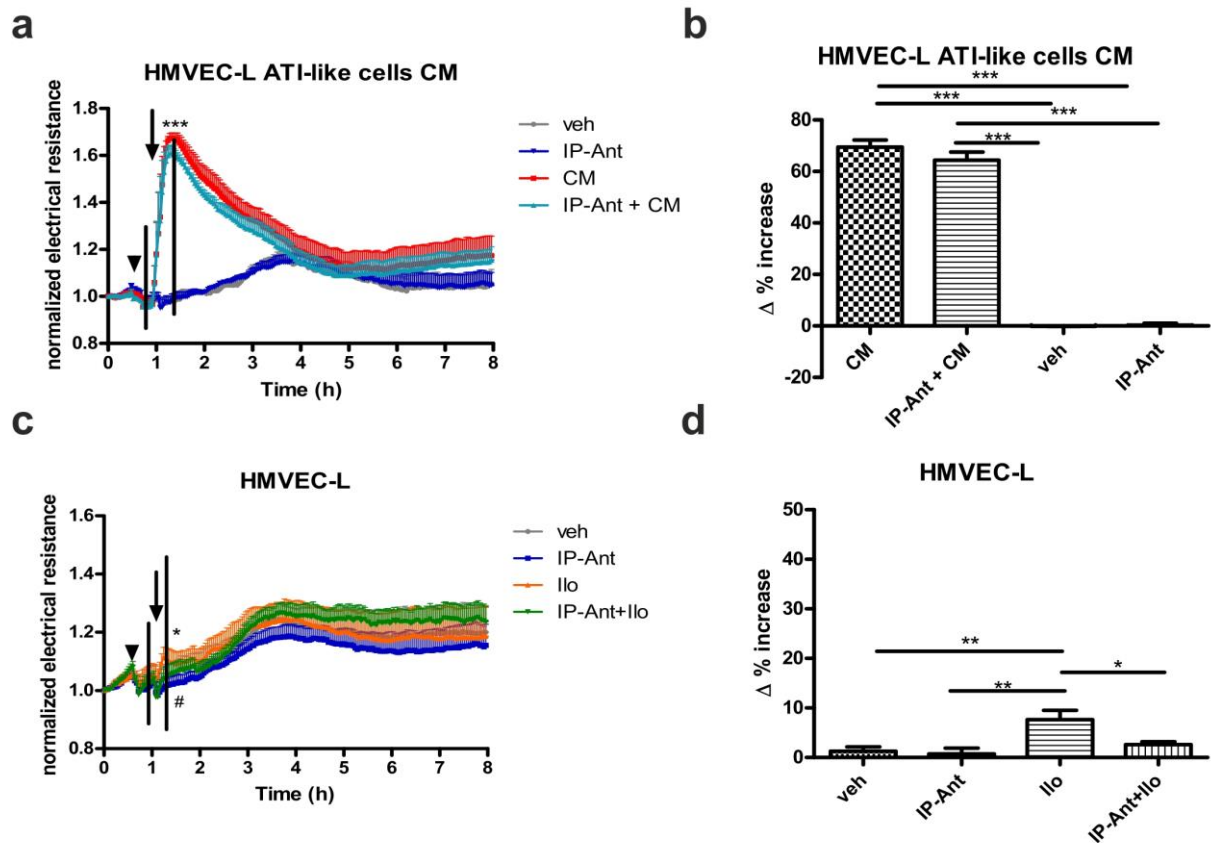 a
HMVEC-L ATI-like cells CM
normalized electrical resistance
1.8
1.6
1.4
1.2
1.0
0.8
***
0 1 2 3 4 5 6 7 8
Time (h)
veh
IP-Ant
CM
IP-Ant + CM
b
HMVEC-L ATI-like cells CM
***
***
***
***
Δ % increase
80
60
40
20
0
-20
CM
IP-Ant + CM
veh
IP-Ant
c
HMVEC-L
normalized electrical resistance
1.6
1.4
1.2
1.0
0.8
*
#
0 1 2 3 4 5 6 7 8
Time (h)
veh
IP-Ant
Ilo
IP-Ant+Ilo
d
HMVEC-L
Δ % increase
50
40
30
20
10
0
**
**
*
veh
IP-Ant
Ilo
IP-Ant+Ilo